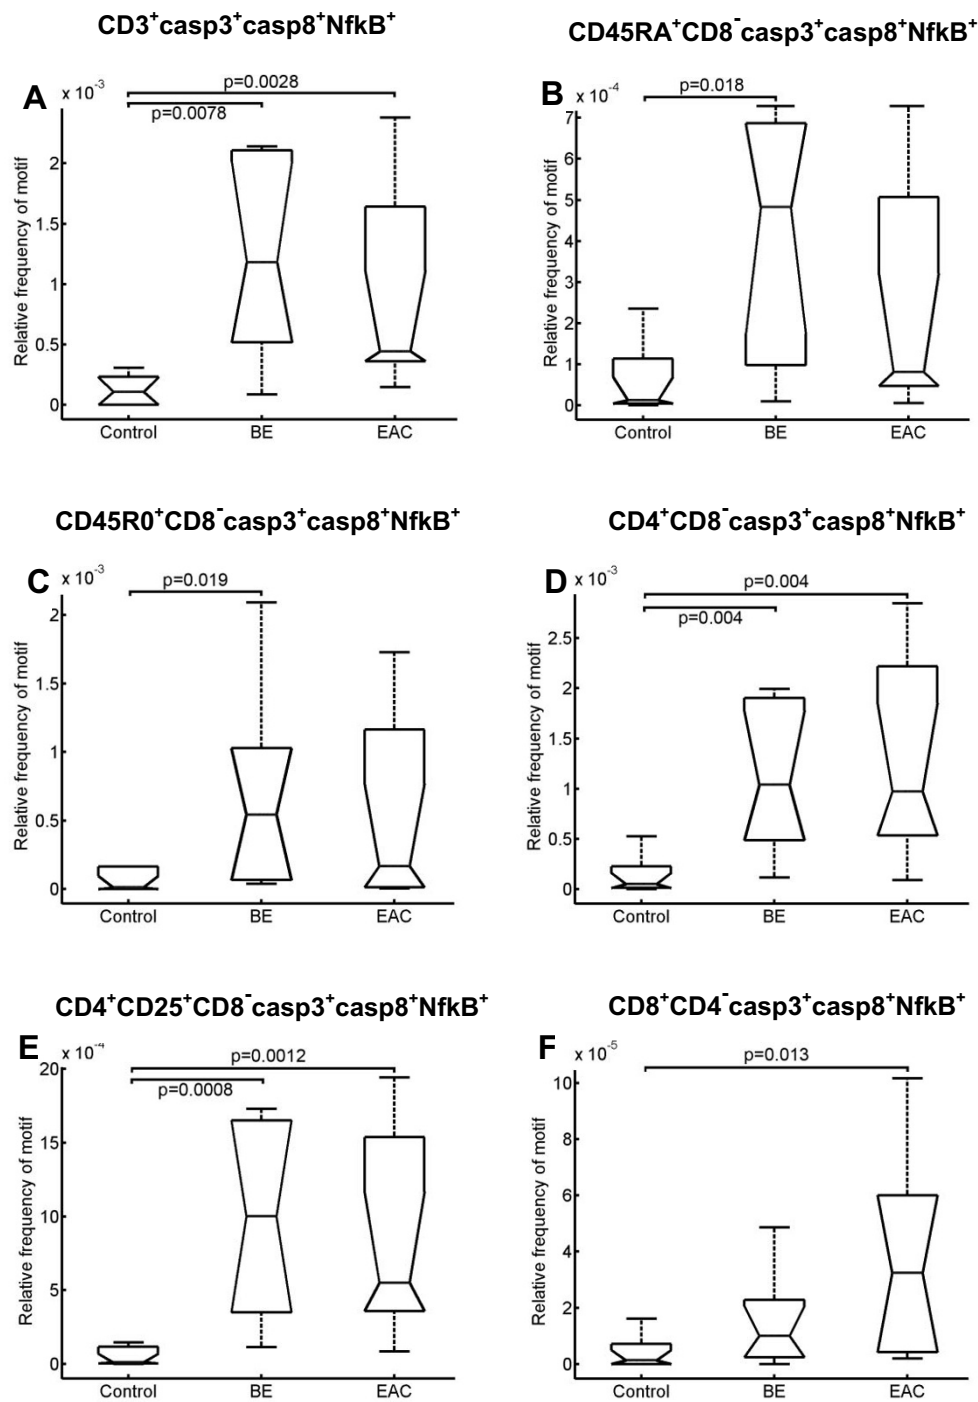 CD3⁺casp3⁺casp8⁺NfkB⁺
CD45RA⁺CD8⁻casp3⁺casp8⁺NfkB⁺
A
x 10⁻³
p=0.0028
p=0.0078
Relative frequency of motif
2
1.5
1
0.5
0
Control BE EAC
B
x 10⁻⁴
p=0.018
Relative frequency of motif
7
6
5
4
3
2
1
0
Control BE EAC
CD45R0⁺CD8⁻casp3⁺casp8⁺NfkB⁺
CD4⁺CD8⁻casp3⁺casp8⁺NfkB⁺
C
x 10⁻³
p=0.019
Relative frequency of motif
2
1.5
1
0.5
0
Control BE EAC
D
x 10⁻³
p=0.004
p=0.004
Relative frequency of motif
2.5
2
1.5
1
0.5
0
Control BE EAC
CD4⁺CD25⁺CD8⁻casp3⁺casp8⁺NfkB⁺
CD8⁺CD4⁻casp3⁺casp8⁺NfkB⁺
E
x 10⁻⁴
p=0.0012
p=0.0008
Relative frequency of motif
20
15
10
5
0
Control BE EAC
F
x 10⁻⁵
p=0.013
Relative frequency of motif
10
8
6
4
2
0
Control BE EAC